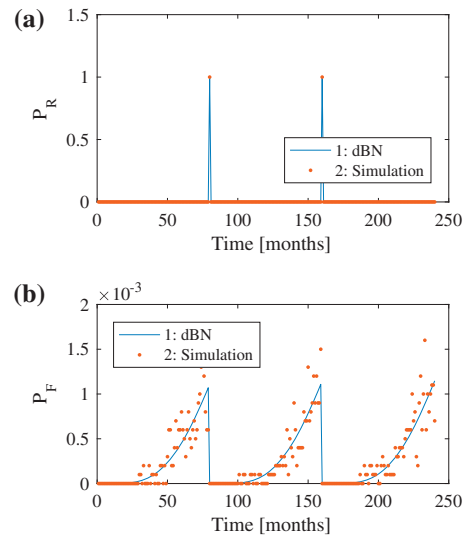 (a)
1.5
1
0.5
0
P_R
1: dBN
2: Simulation
0 50 100 150 200 250
Time [months]
(b)
×10^-3
2
1.5
1
0.5
0
P_F
1: dBN
2: Simulation
0 50 100 150 200 250
Time [months]